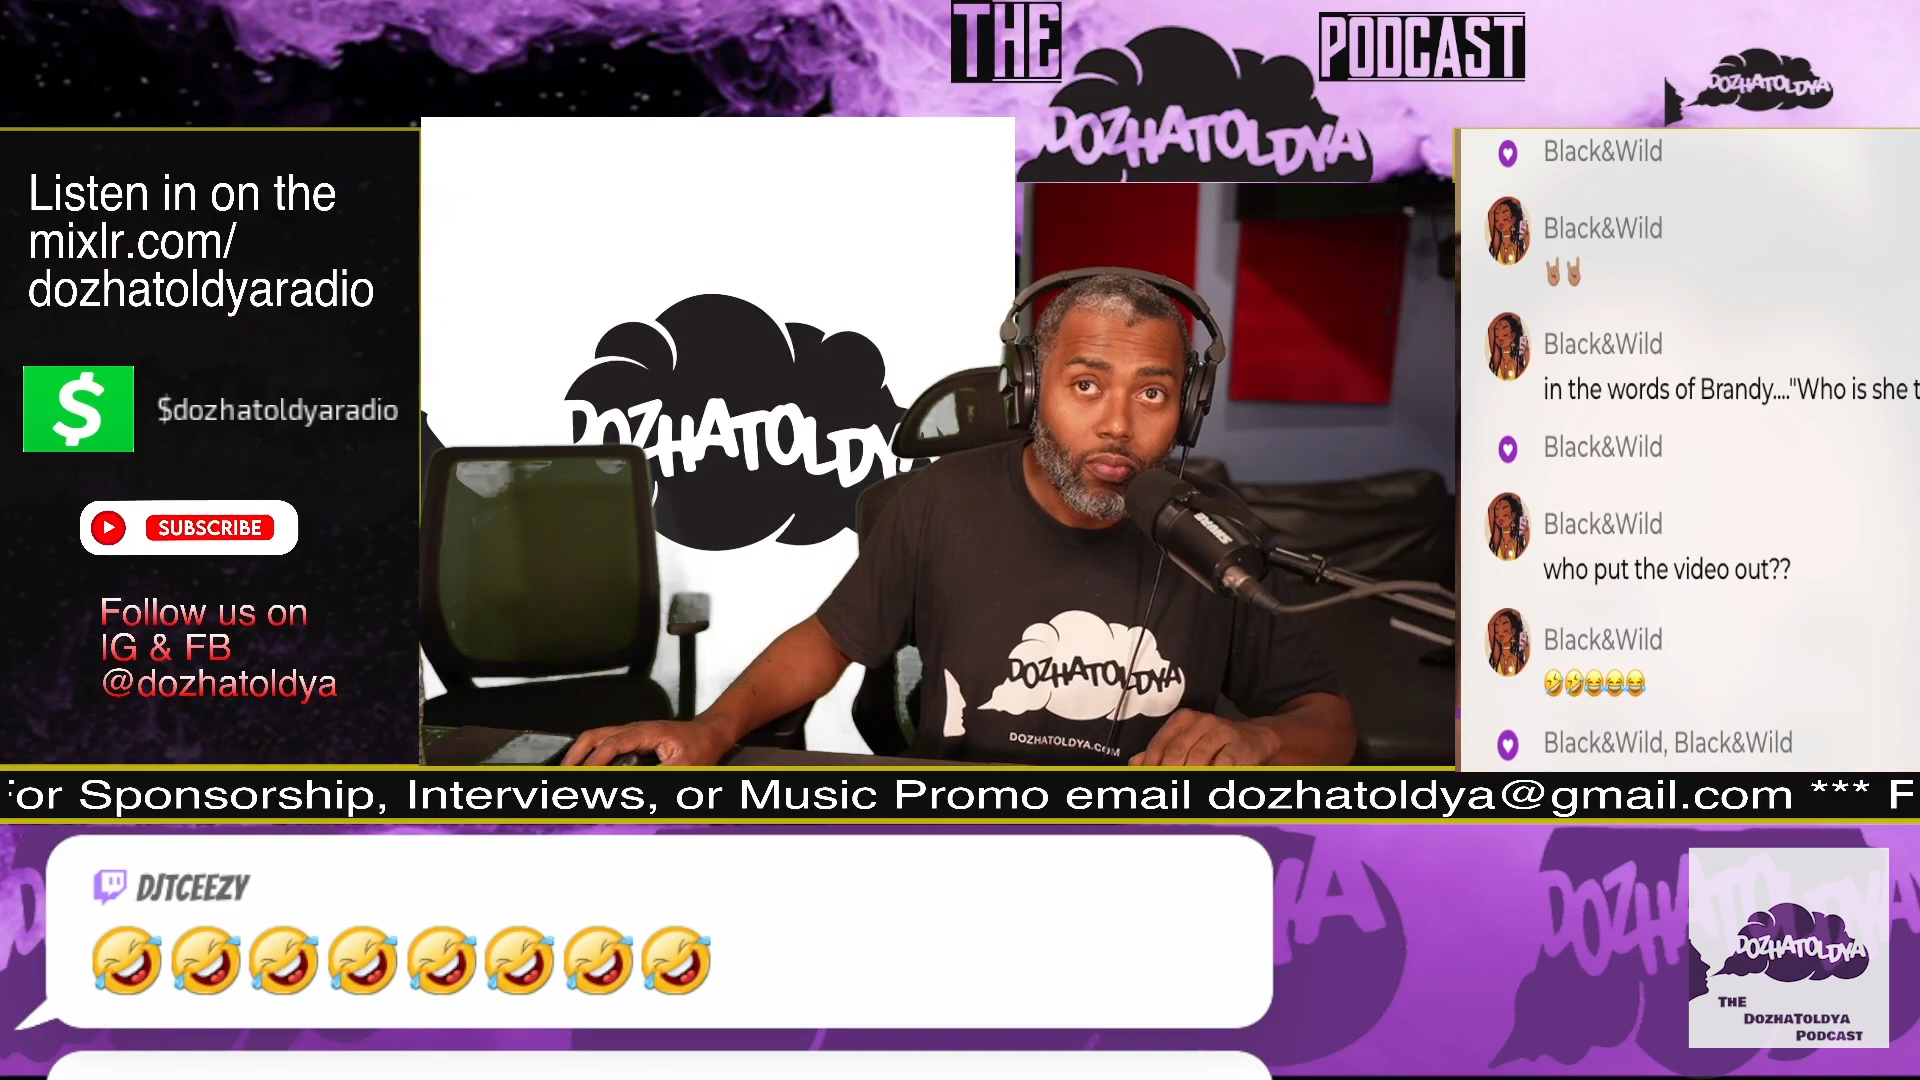 THE
PODCAST
DOZHATOLDYA
DOZHATOLDYA
Listen in on the
mixlr.com/
dozhatoldyaradio
$dozhatoldyaradio
SUBSCRIBE
Follow us on
IG & FB
@dozhatoldya
DOZHATOLDYA
DOZHATOLDYA
DOZHATOLDYA.COM
Black&Wild
Black&Wild
🤘🏽🤘🏽
Black&Wild
in the words of Brandy...."Who is she t
Black&Wild
Black&Wild
who put the video out??
Black&Wild
🤣🤣😂😂😂
Black&Wild, Black&Wild
For Sponsorship, Interviews, or Music Promo email dozhatoldya@gmail.com *** F
DJTCEEZY
🤣🤣🤣🤣🤣🤣🤣🤣
DOZHATOLDYA
THE
DOZHATOLDYA
PODCAST